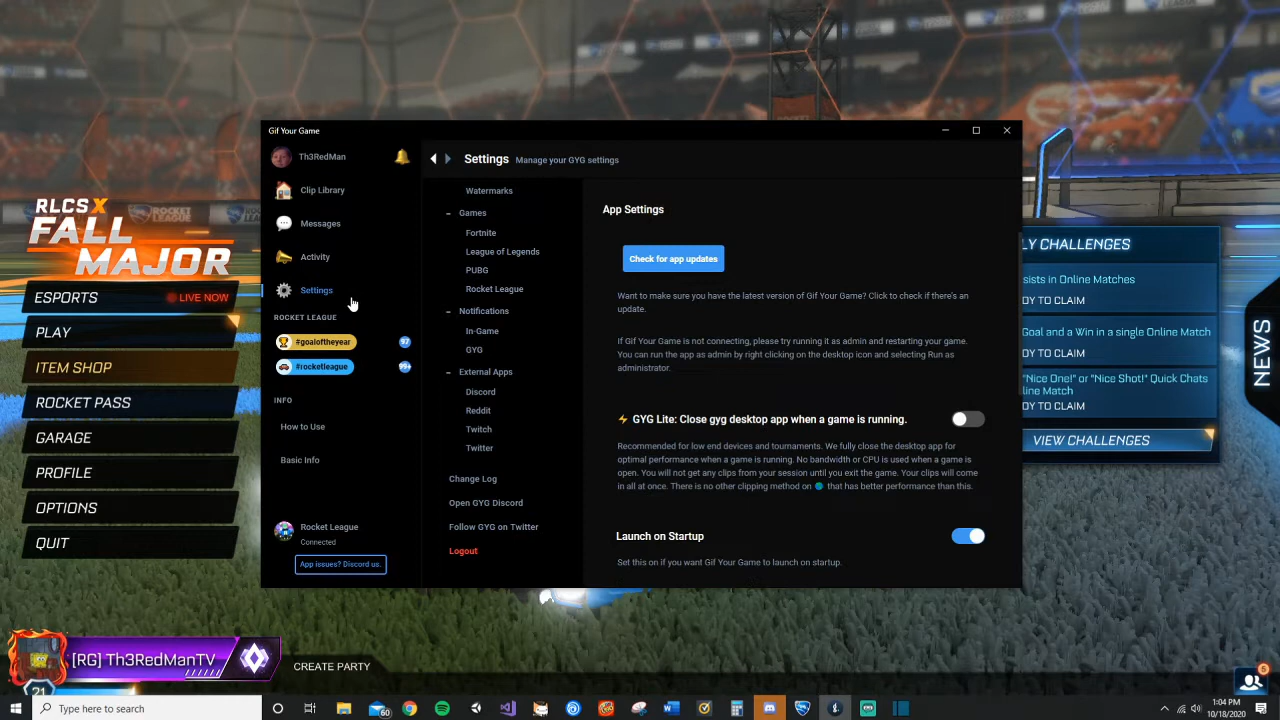 Gif Your Game
Th3RedMan
Clip Library
Messages
Activity
Settings
ROCKET LEAGUE
#goaloftheyear 97
#rocketleague 99+
INFO
How to Use
Basic Info
Rocket League
Connected
App issues? Discord us.
Settings Manage your GYG settings
Watermarks
– Games
Fortnite
League of Legends
PUBG
Rocket League
– Notifications
In-Game
GYG
– External Apps
Discord
Reddit
Twitch
Twitter
Change Log
Open GYG Discord
Follow GYG on Twitter
Logout
App Settings
Check for app updates
Want to make sure you have the latest version of Gif Your Game? Click to check if there's an
update.
If Gif Your Game is not connecting, please try running it as admin and restarting your game.
You can run the app as admin by right clicking on the desktop icon and selecting Run as
administrator.
GYG Lite: Close gyg desktop app when a game is running.
Recommended for low end devices and tournaments. We fully close the desktop app for
optimal performance when a game is running. No bandwidth or CPU is used when a game is
open. You will not get any clips from your session until you exit the game. Your clips will come
in all at once. There is no other clipping method on that has better performance than this.
Launch on Startup
Set this on if you want Gif Your Game to launch on startup.
RLCS X
FALL
MAJOR
ESPORTS LIVE NOW
PLAY
ITEM SHOP
ROCKET PASS
GARAGE
PROFILE
OPTIONS
QUIT
LY CHALLENGES
sists in Online Matches
DY TO CLAIM
Goal and a Win in a single Online Match
DY TO CLAIM
"Nice One!" or "Nice Shot!" Quick Chats
line Match
DY TO CLAIM
VIEW CHALLENGES
NEWS
[RG] Th3RedManTV
21
CREATE PARTY
5
Type here to search
60
1:04 PM
10/18/2020